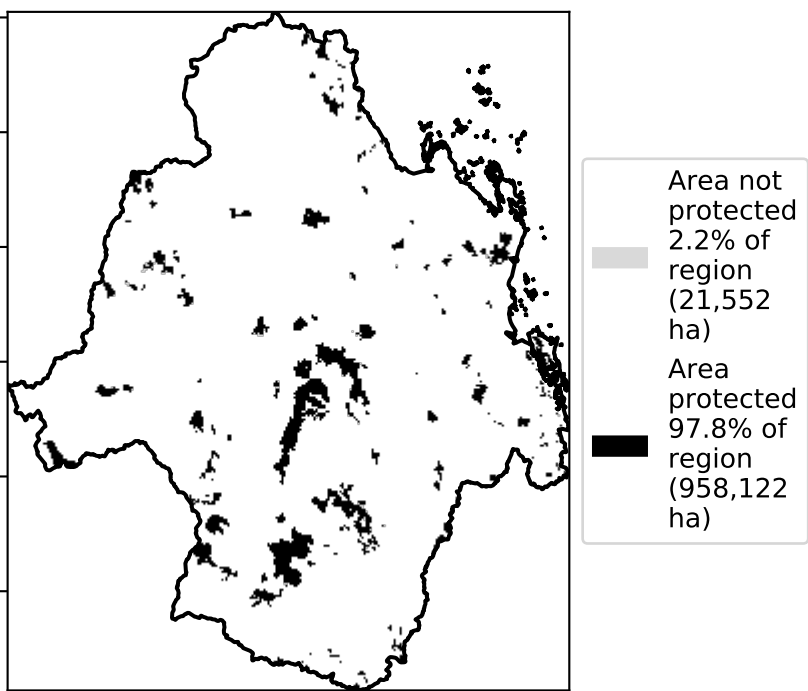 Area not
protected
2.2% of
region
(21,552
ha)
Area
protected
97.8% of
region
(958,122
ha)